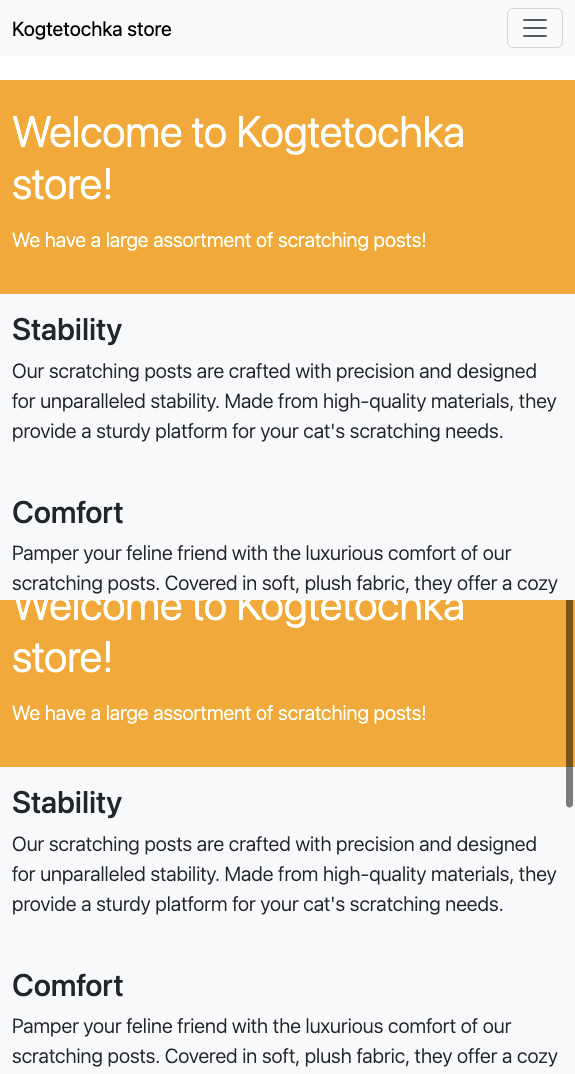 Kogtetochka store
Welcome to Kogtetochka
store!
We have a large assortment of scratching posts!
Stability
Our scratching posts are crafted with precision and designed
for unparalleled stability. Made from high-quality materials, they
provide a sturdy platform for your cat's scratching needs.
Comfort
Pamper your feline friend with the luxurious comfort of our
scratching posts. Covered in soft, plush fabric, they offer a cozy
Welcome to Kogtetochka
store!
We have a large assortment of scratching posts!
Stability
Our scratching posts are crafted with precision and designed
for unparalleled stability. Made from high-quality materials, they
provide a sturdy platform for your cat's scratching needs.
Comfort
Pamper your feline friend with the luxurious comfort of our
scratching posts. Covered in soft, plush fabric, they offer a cozy